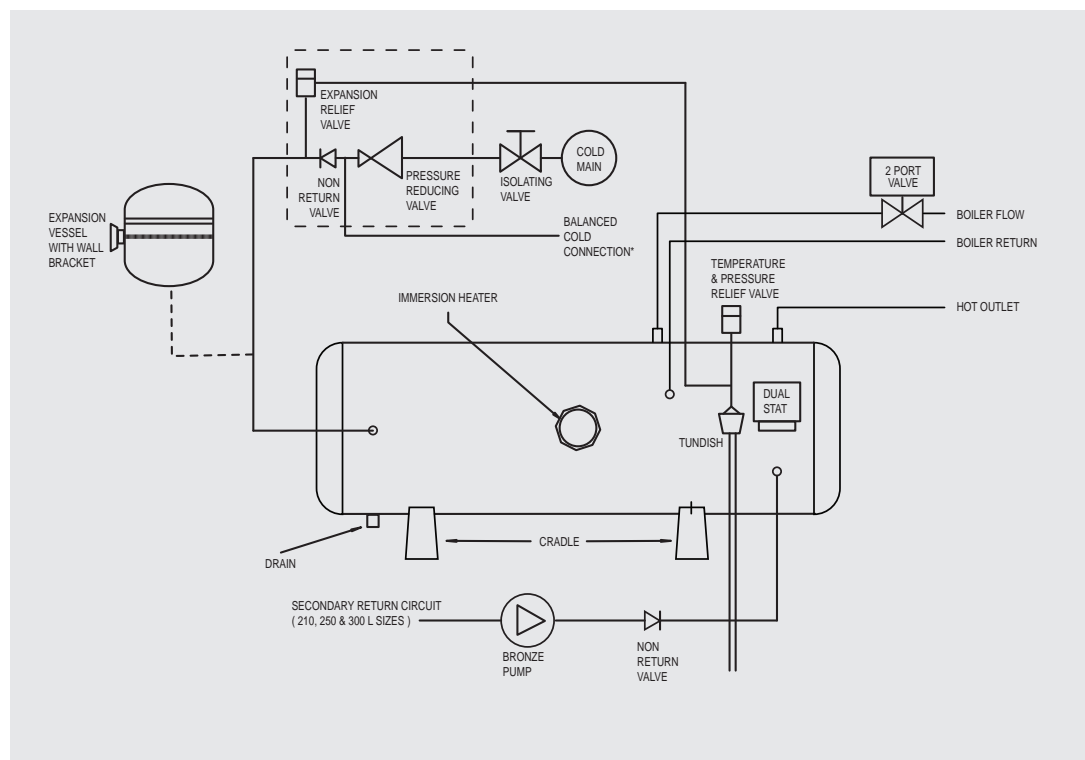 EXPANSION
RELIEF
VALVE
COLD
MAIN
NON
RETURN
VALVE
PRESSURE
REDUCING
VALVE
ISOLATING
VALVE
2 PORT
VALVE
EXPANSION
VESSEL
WITH WALL
BRACKET
BALANCED
COLD
CONNECTION*
BOILER FLOW
BOILER RETURN
TEMPERATURE
& PRESSURE
RELIEF VALVE
IMMERSION HEATER
HOT OUTLET
DUAL
STAT
TUNDISH
CRADLE
DRAIN
SECONDARY RETURN CIRCUIT
( 210, 250 & 300 L SIZES )
BRONZE
PUMP
NON
RETURN
VALVE